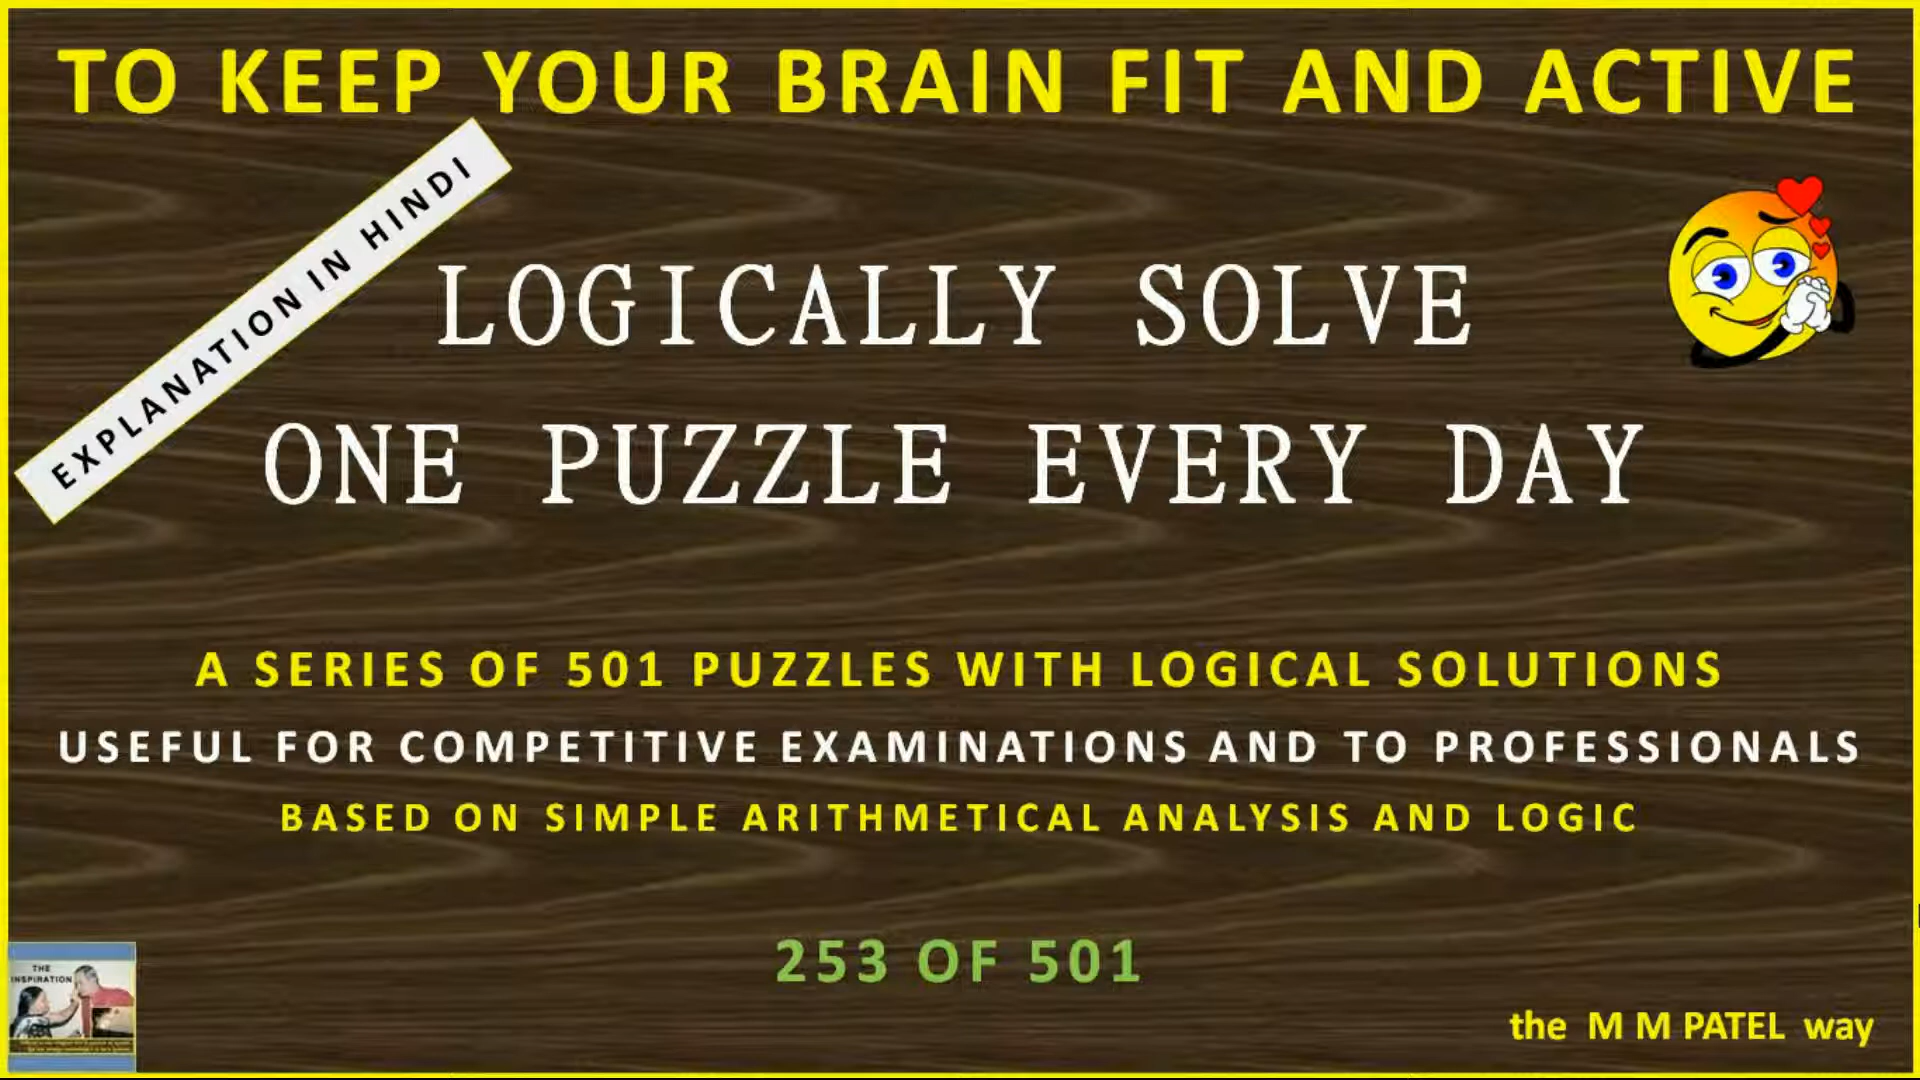 TO KEEP YOUR BRAIN FIT AND ACTIVE
EXPLANATION IN HINDI
LOGICALLY SOLVE
ONE PUZZLE EVERY DAY
A SERIES OF 501 PUZZLES WITH LOGICAL SOLUTIONS
USEFUL FOR COMPETITIVE EXAMINATIONS AND TO PROFESSIONALS
BASED ON SIMPLE ARITHMETICAL ANALYSIS AND LOGIC
253 OF 501
THE
INSPIRATION
the M M PATEL way